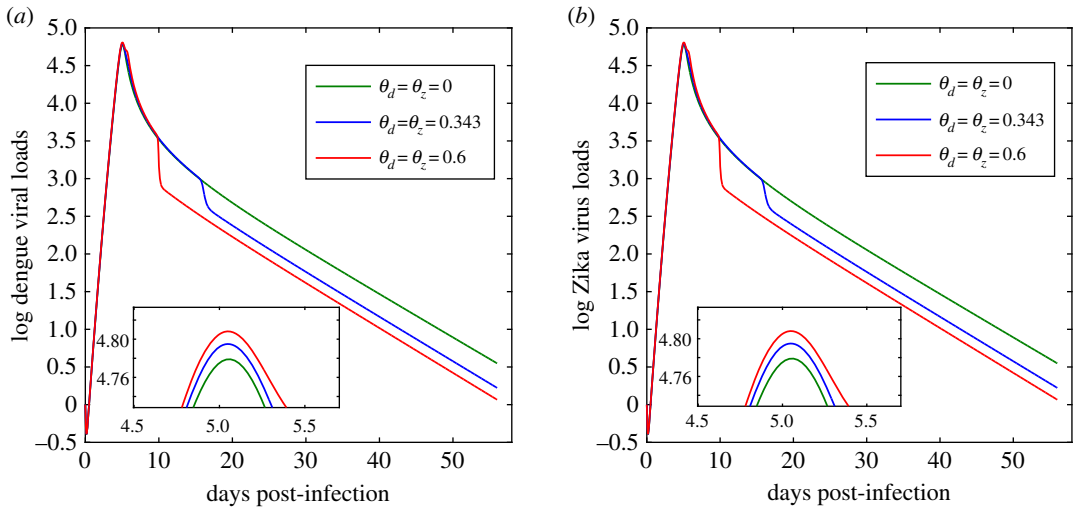 (a)
5.0
4.5
4.0
3.5
3.0
2.5
2.0
1.5
1.0
0.5
0
–0.5
log dengue viral loads
θd = θz = 0
θd = θz = 0.343
θd = θz = 0.6
4.80
4.76
4.5 5.0 5.5
0 10 20 30 40 50
days post-infection
(b)
5.0
4.5
4.0
3.5
3.0
2.5
2.0
1.5
1.0
0.5
0
–0.5
log Zika virus loads
θd = θz = 0
θd = θz = 0.343
θd = θz = 0.6
4.80
4.76
4.5 5.0 5.5
0 10 20 30 40 50
days post-infection